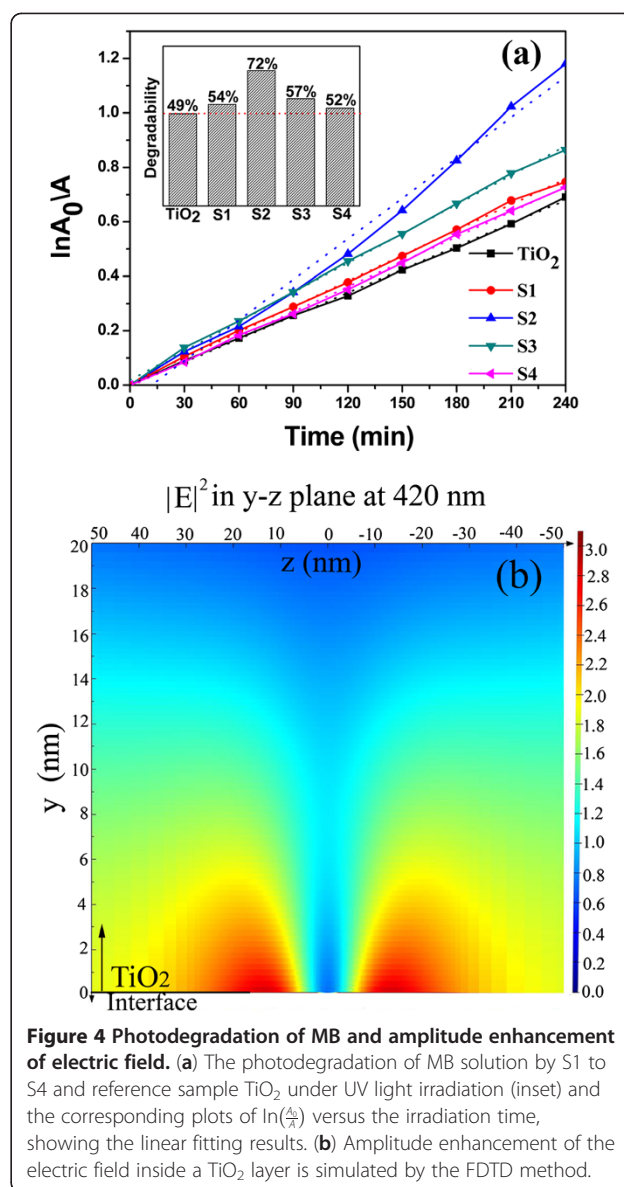 (a)
lnA₀\A
1.2
1.0
0.8
0.6
0.4
0.2
0.0
Degradability
49%
54%
72%
57%
52%
TiO₂
S1
S2
S3
S4
TiO₂
S1
S2
S3
S4
0 30 60 90 120 150 180 210 240
Time (min)
|E|² in y-z plane at 420 nm
50 40 30 20 10 0 -10 -20 -30 -40 -50
z (nm)
(b)
y (nm)
20
18
16
14
12
10
8
6
4
2
0
TiO₂
Interface
3.0
2.8
2.6
2.4
2.2
2.0
1.8
1.6
1.4
1.2
1.0
0.8
0.6
0.4
0.2
0.0
Figure 4 Photodegradation of MB and amplitude enhancement
of electric field. (a) The photodegradation of MB solution by S1 to
S4 and reference sample TiO₂ under UV light irradiation (inset) and
the corresponding plots of ln(A₀/A) versus the irradiation time,
showing the linear fitting results. (b) Amplitude enhancement of the
electric field inside a TiO₂ layer is simulated by the FDTD method.